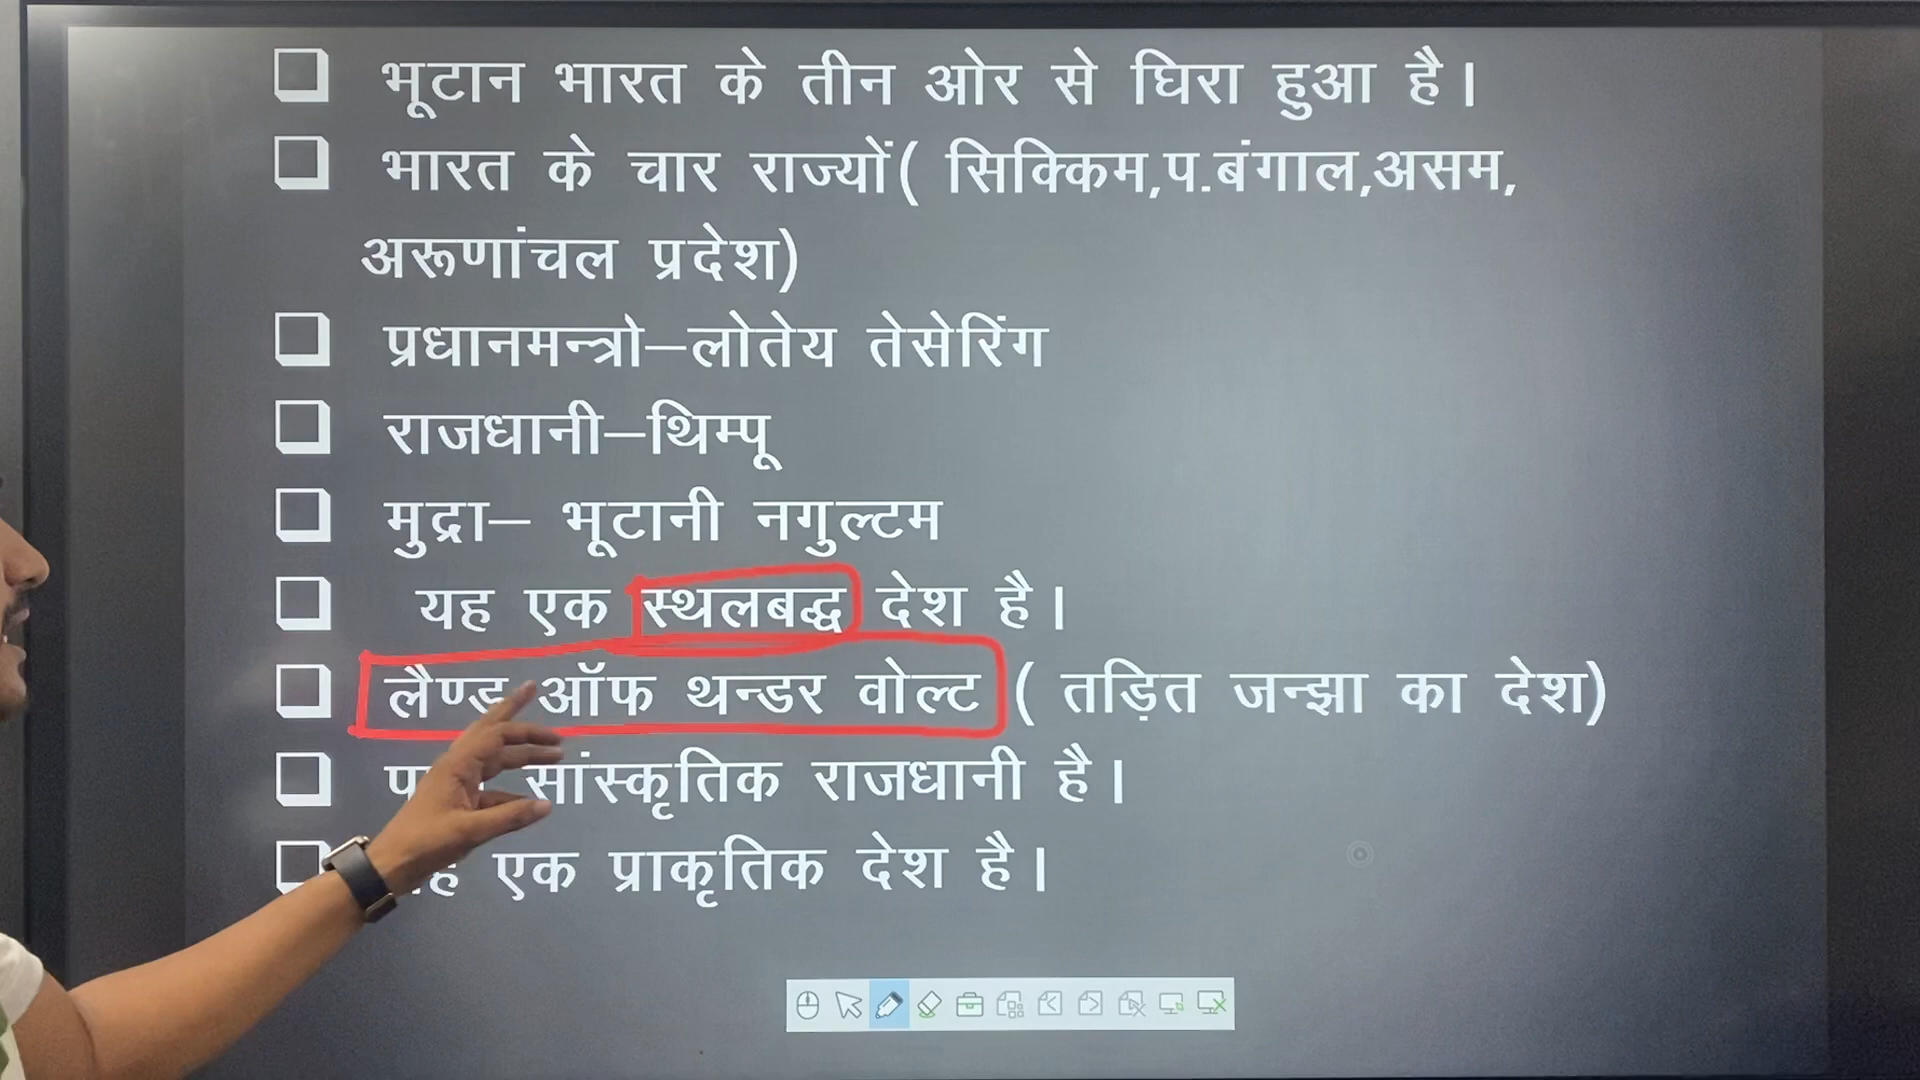 भूटान भारत के तीन ओर से घिरा हुआ है।
भारत के चार राज्यों( सिक्किम,प.बंगाल,असम,
अरूणांचल प्रदेश)
प्रधानमन्त्री–लोतेय तेसेरिंग
राजधानी–थिम्पू
मुद्रा– भूटानी नगुल्टम
यह एक स्थलबद्ध देश है।
लैण्ड ऑफ थन्डर वोल्ट ( तड़ित जन्झा का देश)
सांस्कृतिक राजधानी है।
एक प्राकृतिक देश है।